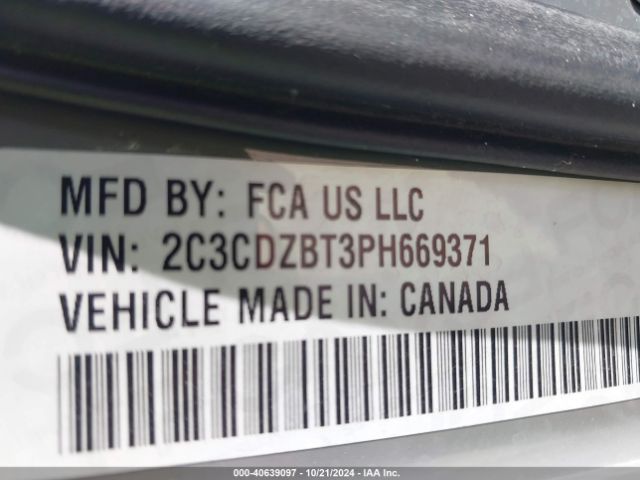 MFD BY: FCA US LLC
VIN: 2C3CDZBT3PH669371
VEHICLE MADE IN: CANADA
000-40639097 - 10/21/2024 - IAA Inc.